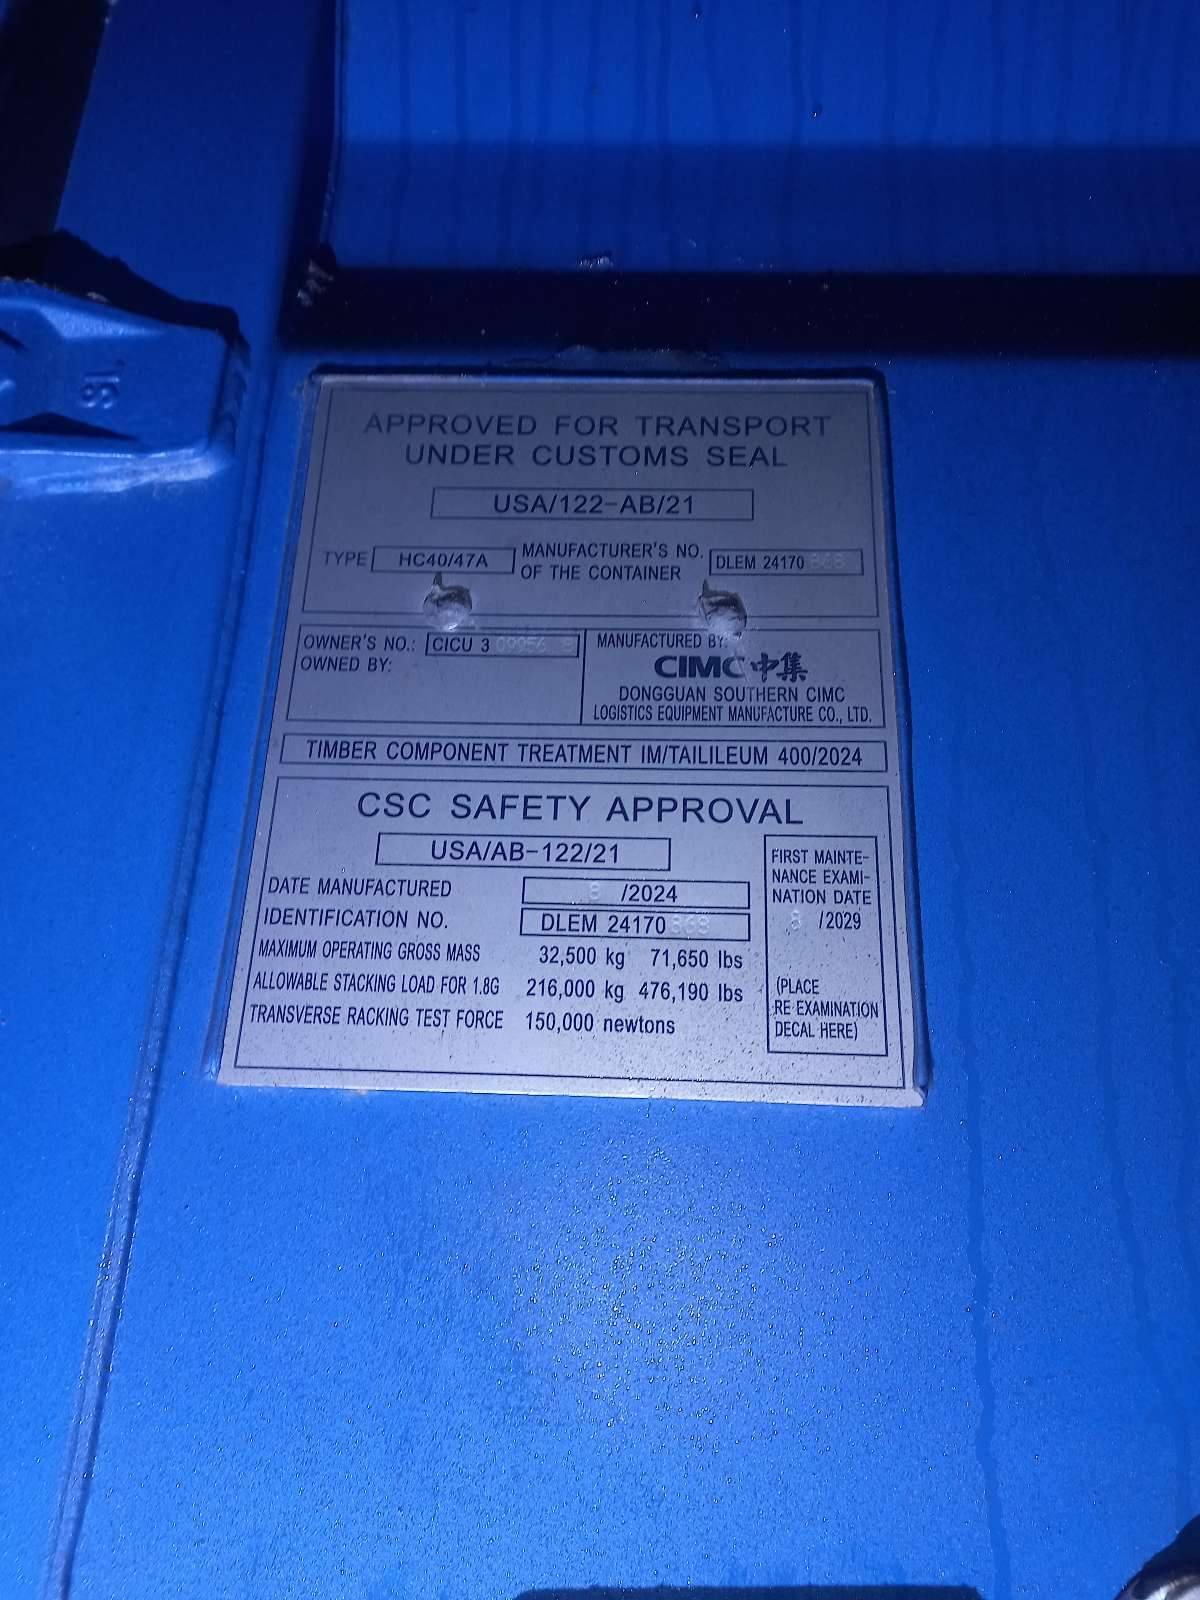 18
APPROVED FOR TRANSPORT
UNDER CUSTOMS SEAL
USA/122-AB/21
TYPE HC40/47A MANUFACTURER'S NO. OF THE CONTAINER DLEM 24170
OWNER'S NO.: CICU 3
OWNED BY:
MANUFACTURED BY:
CIMC 中集
DONGGUAN SOUTHERN CIMC
LOGISTICS EQUIPMENT MANUFACTURE CO., LTD.
TIMBER COMPONENT TREATMENT IM/TAILILEUM 400/2024
CSC SAFETY APPROVAL
USA/AB-122/21
DATE MANUFACTURED 8 /2024
IDENTIFICATION NO. DLEM 24170
MAXIMUM OPERATING GROSS MASS 32,500 kg 71,650 lbs
ALLOWABLE STACKING LOAD FOR 1.8G 216,000 kg 476,190 lbs
TRANSVERSE RACKING TEST FORCE 150,000 newtons
FIRST MAINTE-
NANCE EXAMI-
NATION DATE
8 /2029
(PLACE
RE-EXAMINATION
DECAL HERE)